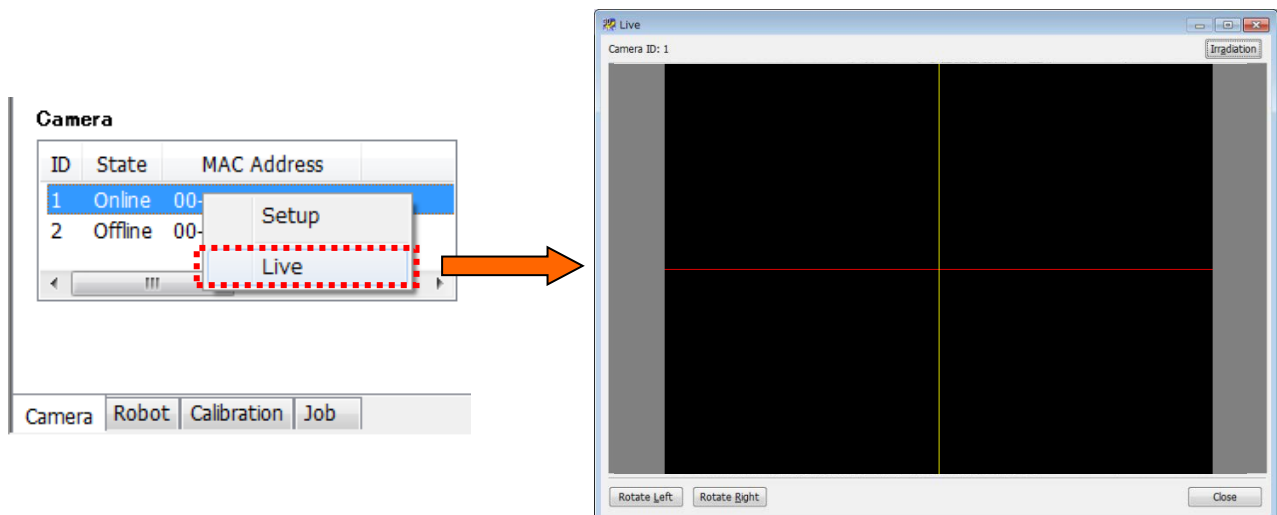 Camera
ID State MAC Address
1 Online 00-
2 Offline 00-
Setup
Live
Camera Robot Calibration Job
Live
Camera ID: 1
Irradiation
Rotate Left Rotate Right Close